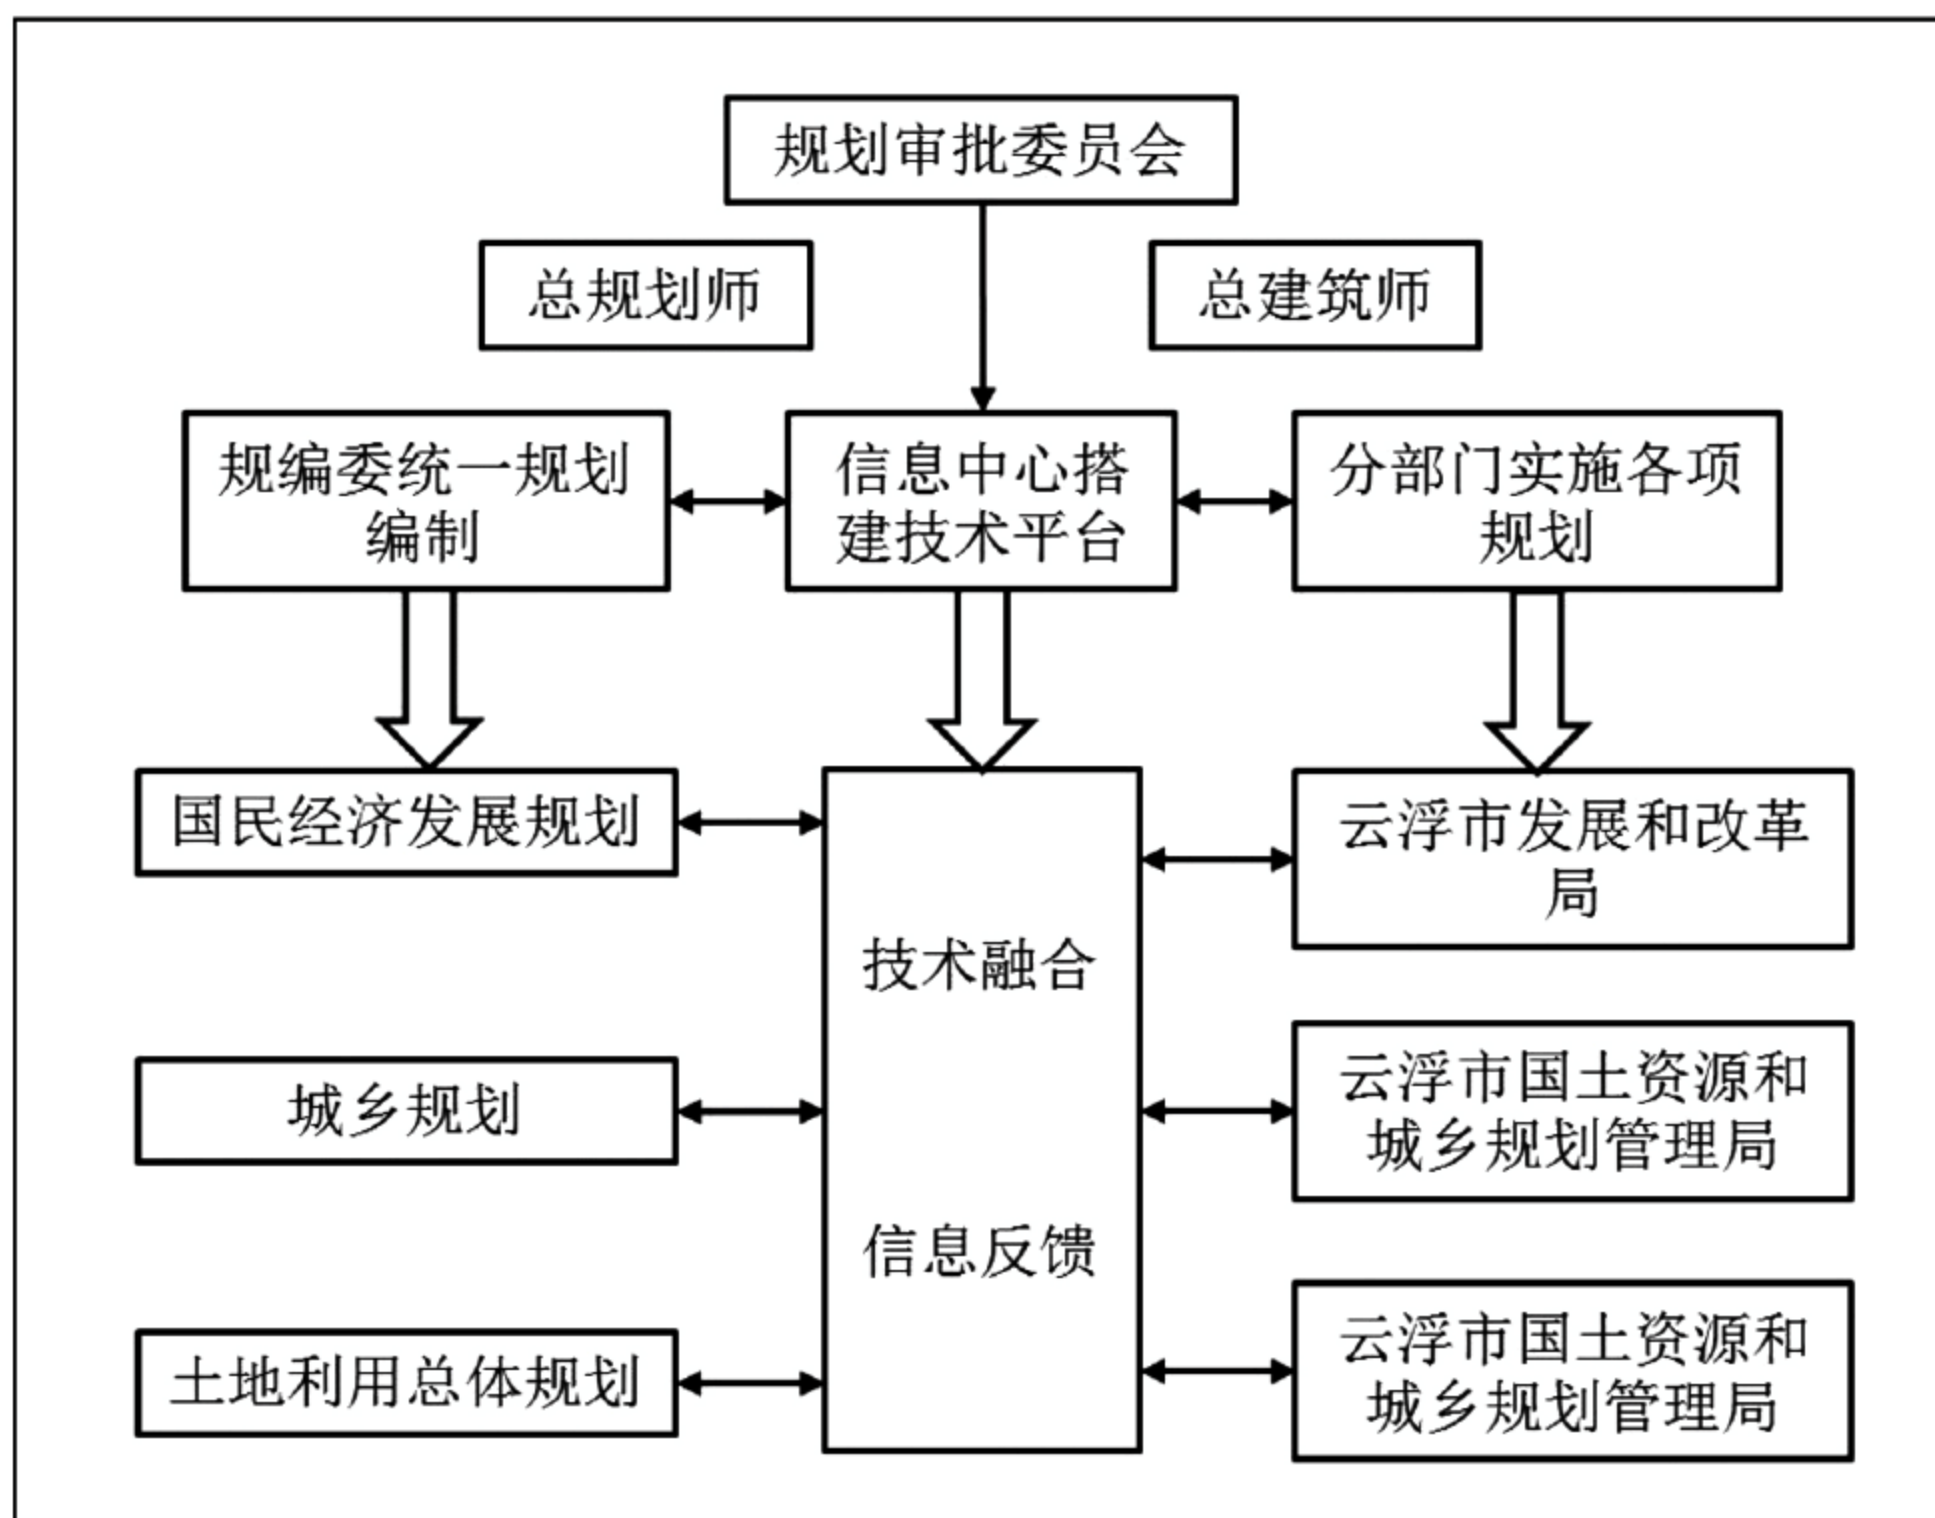 规划审批委员会
总规划师
总建筑师
规编委统一规划
编制
信息中心搭
建技术平台
分部门实施各项
规划
国民经济发展规划
城乡规划
土地利用总体规划
技术融合
信息反馈
云浮市发展和改革
局
云浮市国土资源和
城乡规划管理局
云浮市国土资源和
城乡规划管理局